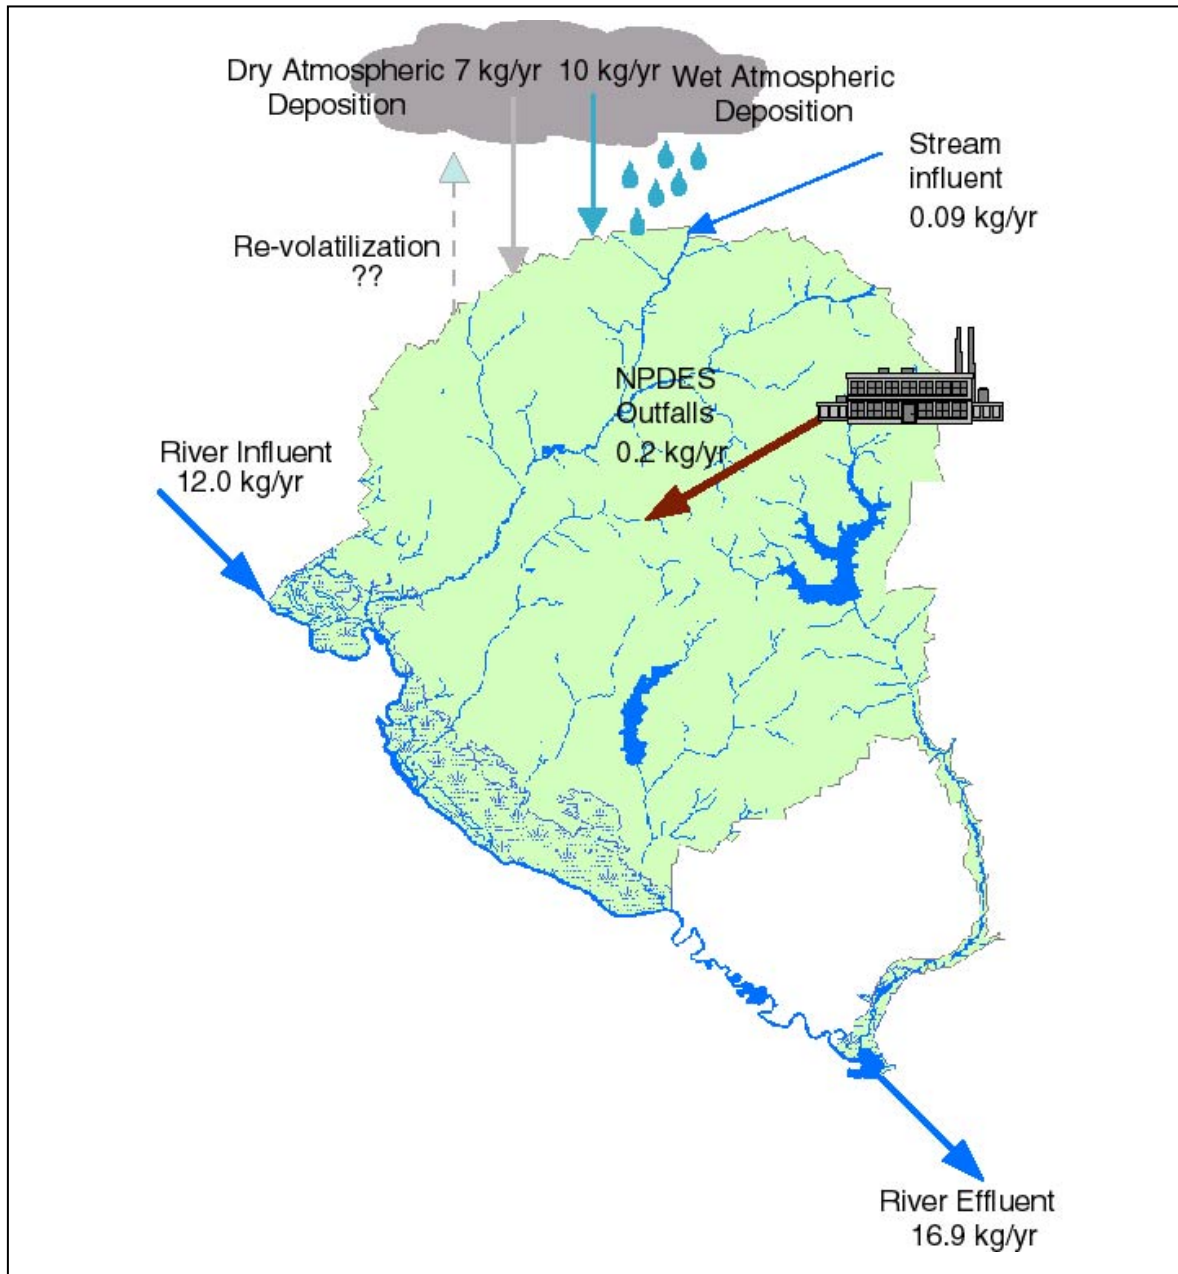 Dry Atmospheric 7 kg/yr 10 kg/yr Wet Atmospheric
Deposition Deposition
Stream
influent
0.09 kg/yr
Re-volatilization
??
NPDES
Outfalls
0.2 kg/yr
River Influent
12.0 kg/yr
River Effluent
16.9 kg/yr